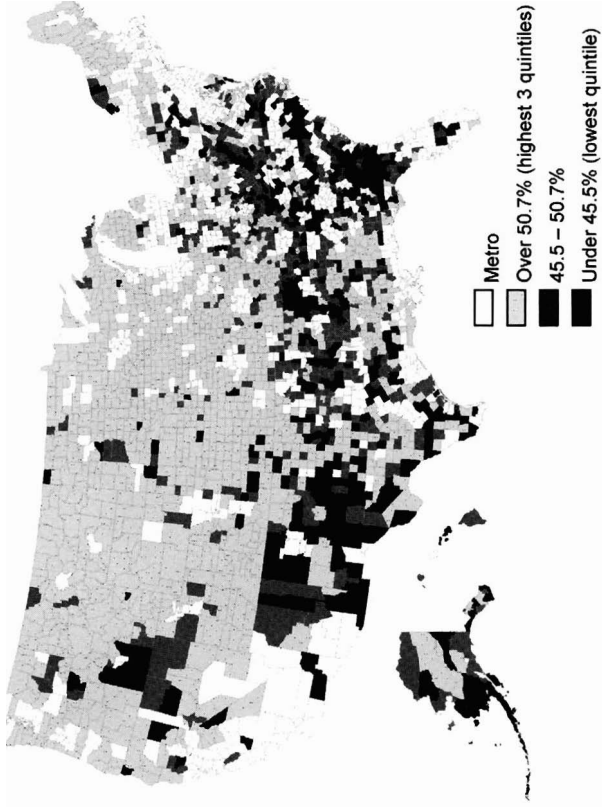 Metro
Over 50.7% (highest 3 quintiles)
45.5 – 50.7%
Under 45.5% (lowest quintile)